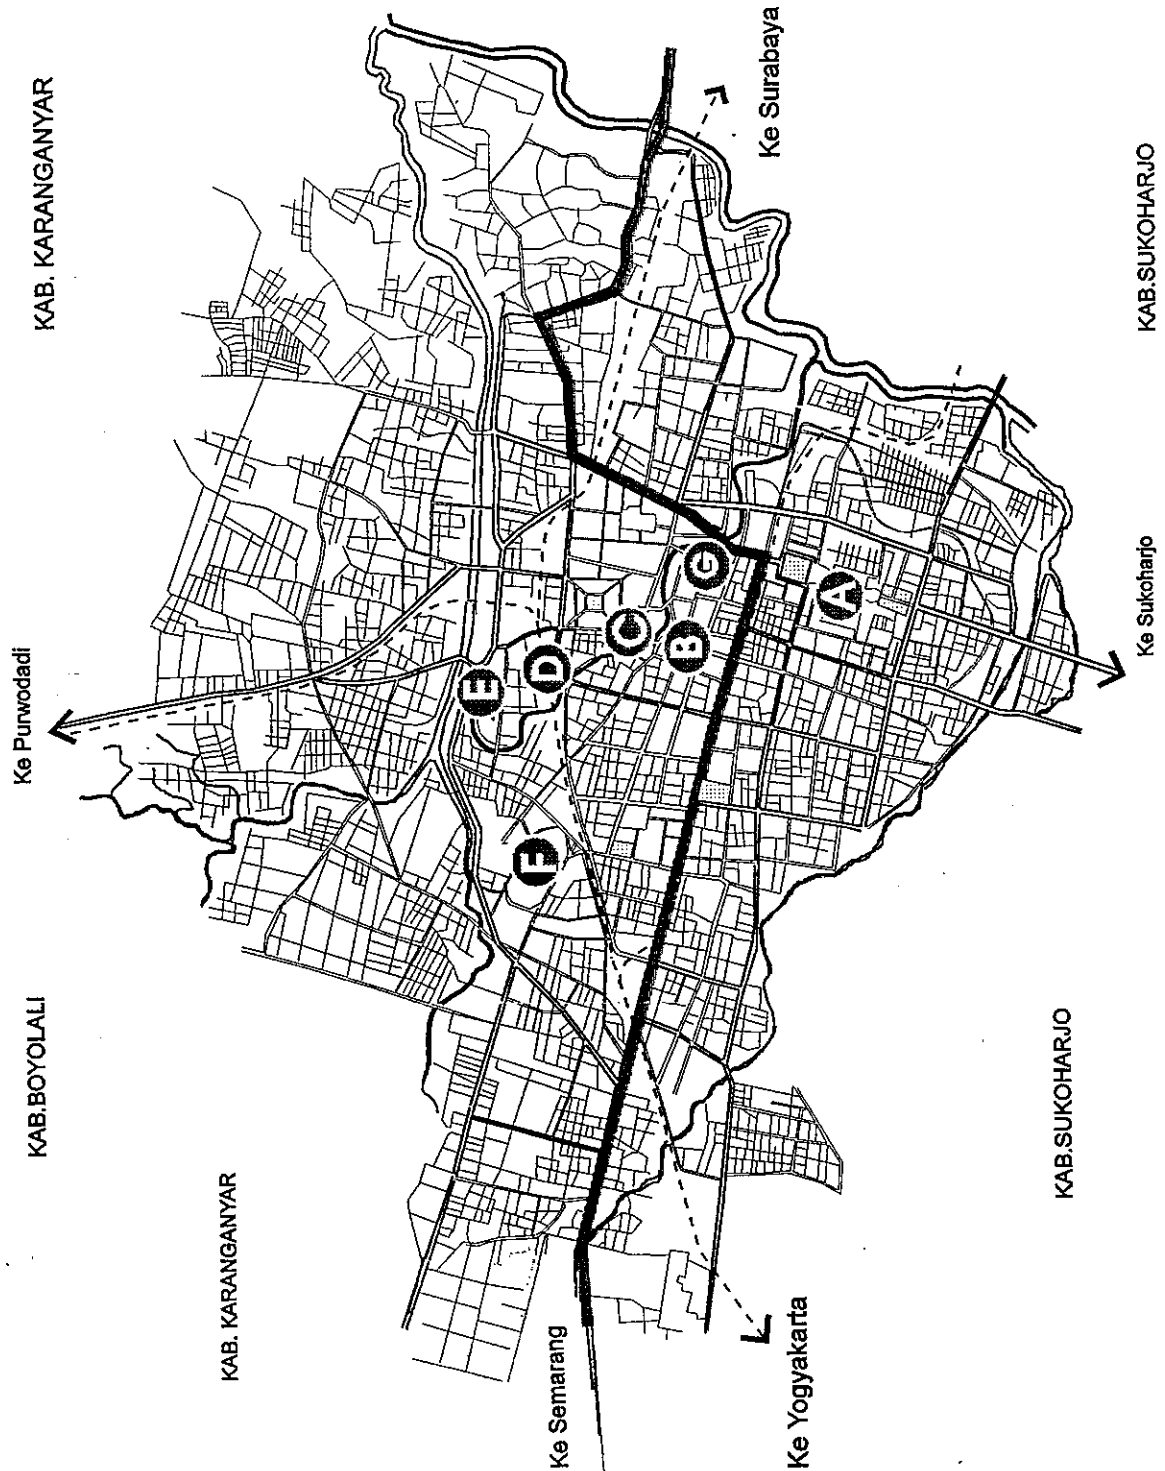 Ke Purwodadi
KAB.BOYOLALI
KAB. KARANGANYAR
KAB. KARANGANYAR
E
F
D
Ke Semarang
C
B
G
Ke Surabaya
Ke Yogyakarta
A
KAB.SUKOHARJO
Ke Sukoharjo
KAB.SUKOHARJO